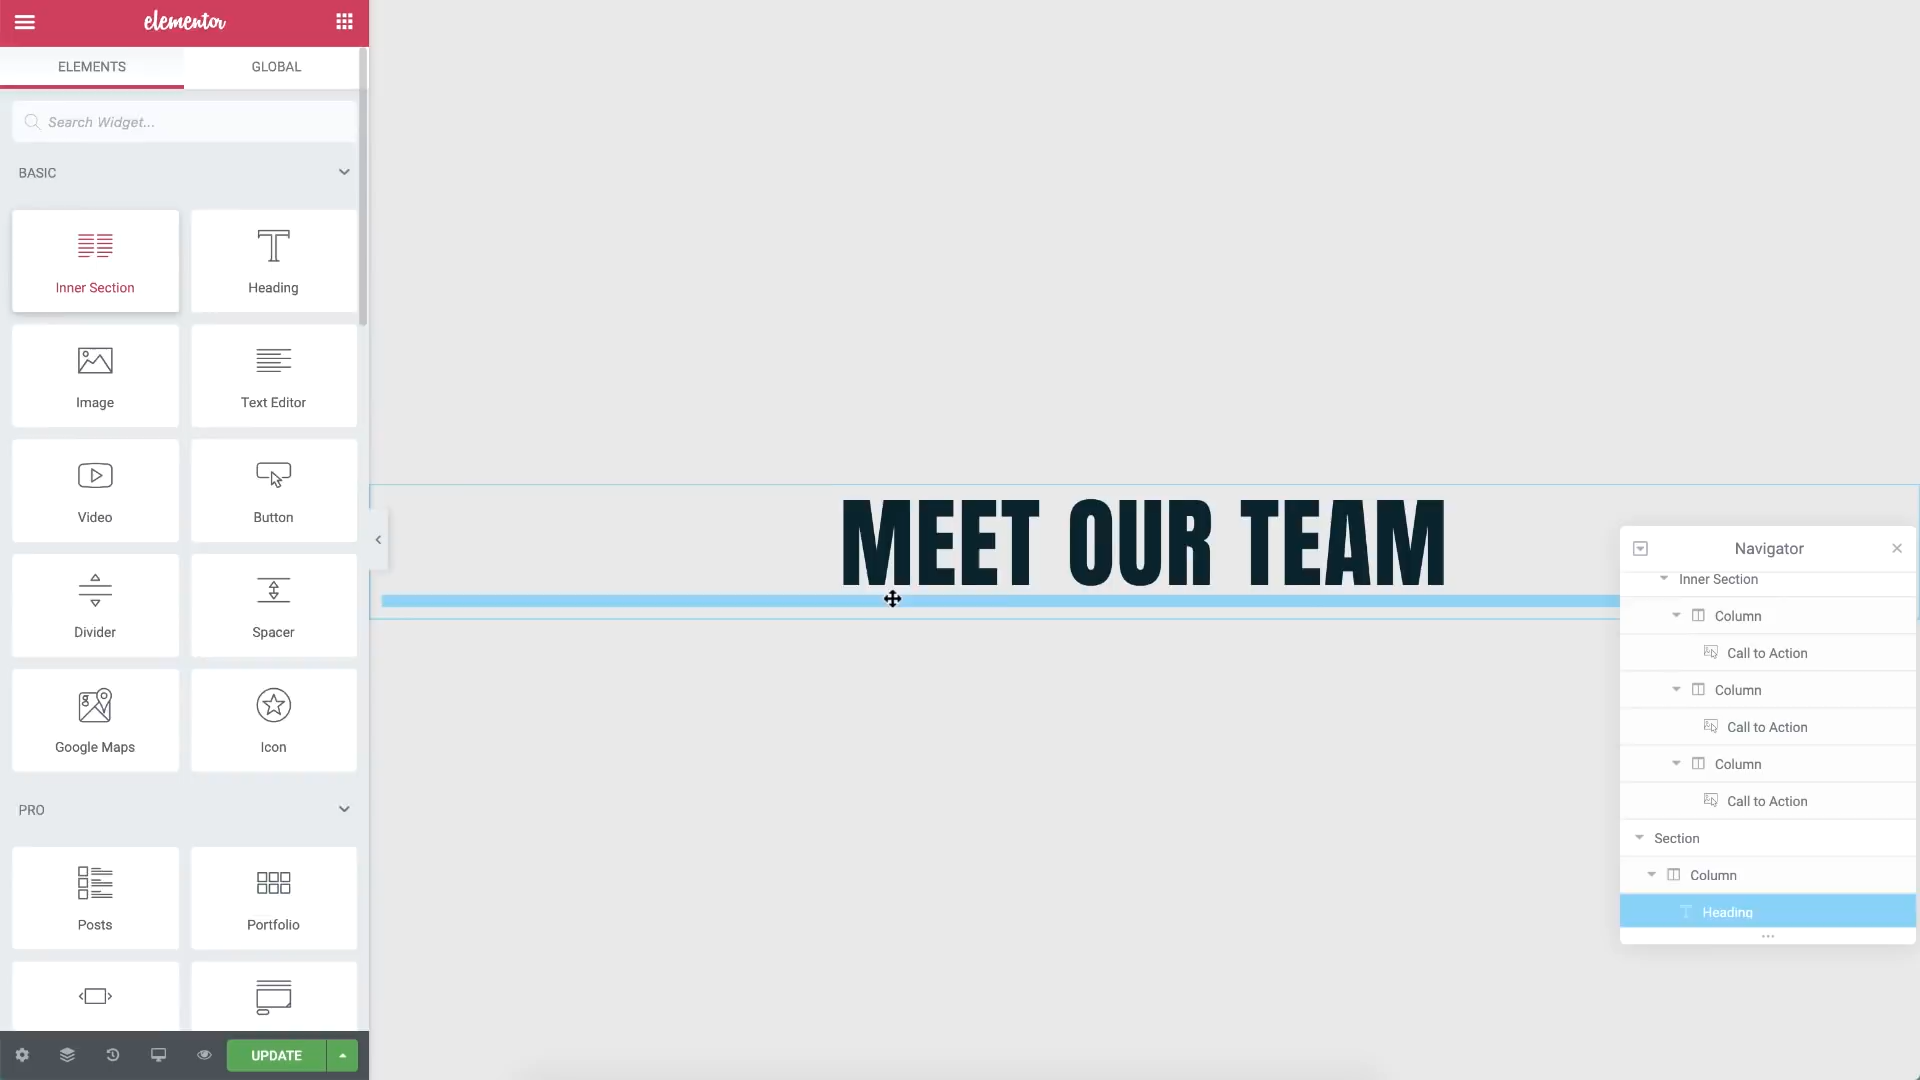 elementor
ELEMENTS
GLOBAL
Search Widget...
BASIC
Inner Section
Heading
Image
Text Editor
Video
Button
Divider
Spacer
Google Maps
Icon
PRO
Posts
Portfolio
UPDATE
MEET OUR TEAM
Navigator
Inner Section
Column
Call to Action
Column
Call to Action
Column
Call to Action
Section
Column
Heading